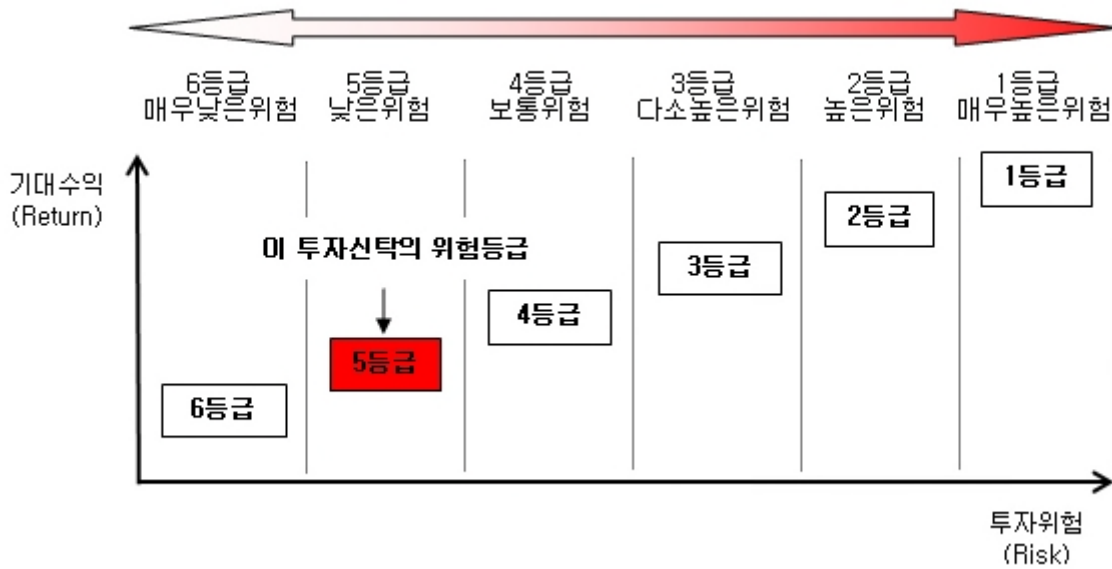 6등급 5등급 4등급 3등급 2등급 1등급
매우낮은위험 낮은위험 보통위험 다소높은위험 높은위험 매우높은위험
기대수익
(Return)
1등급
2등급
이 투자신탁의 위험등급
3등급
4등급
5등급
6등급
투자위험
(Risk)